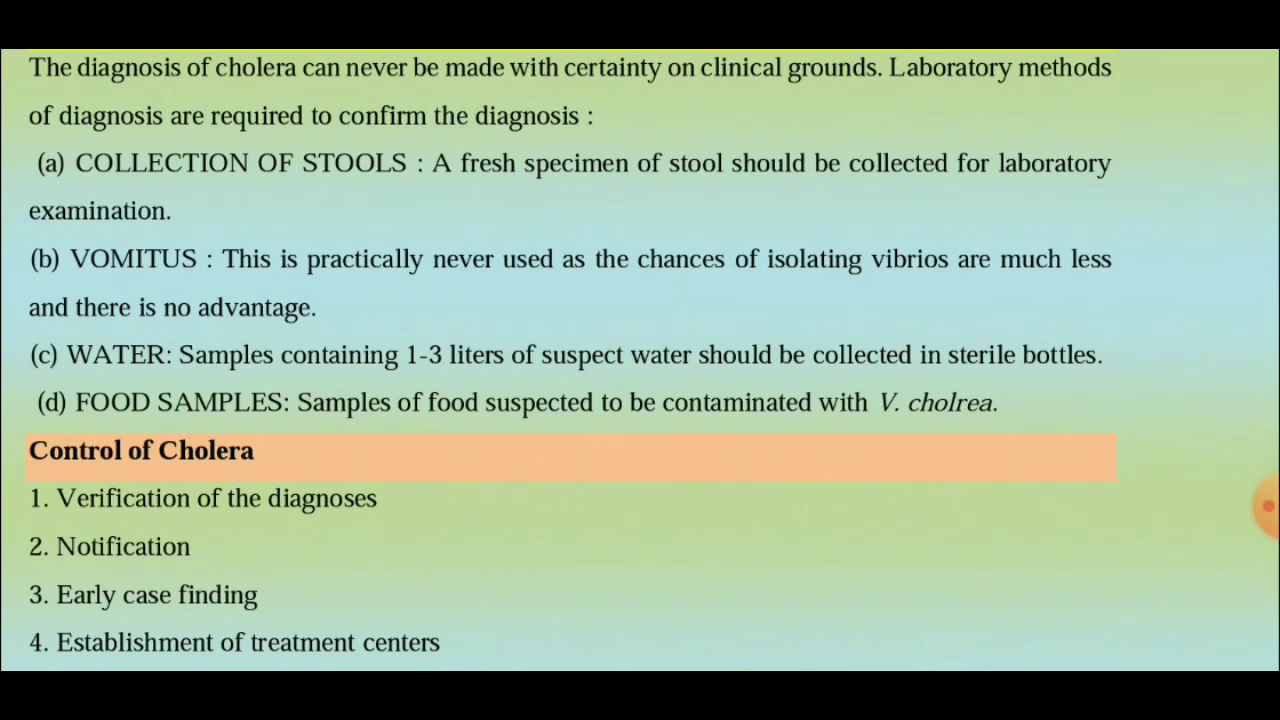 The diagnosis of cholera can never be made with certainty on clinical grounds. Laboratory methods
of diagnosis are required to confirm the diagnosis :
(a) COLLECTION OF STOOLS : A fresh specimen of stool should be collected for laboratory
examination.
(b) VOMITUS : This is practically never used as the chances of isolating vibrios are much less
and there is no advantage.
(c) WATER: Samples containing 1-3 liters of suspect water should be collected in sterile bottles.
(d) FOOD SAMPLES: Samples of food suspected to be contaminated with V. cholrea.
Control of Cholera
1. Verification of the diagnoses
2. Notification
3. Early case finding
4. Establishment of treatment centers